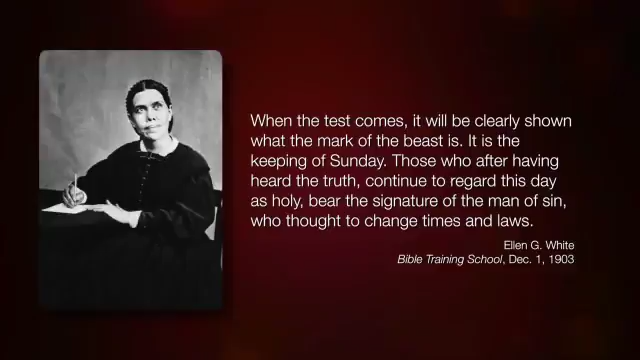 When the test comes, it will be clearly shown
what the mark of the beast is. It is the
keeping of Sunday. Those who after having
heard the truth, continue to regard this day
as holy, bear the signature of the man of sin,
who thought to change times and laws.
Ellen G. White
Bible Training School, Dec. 1, 1903